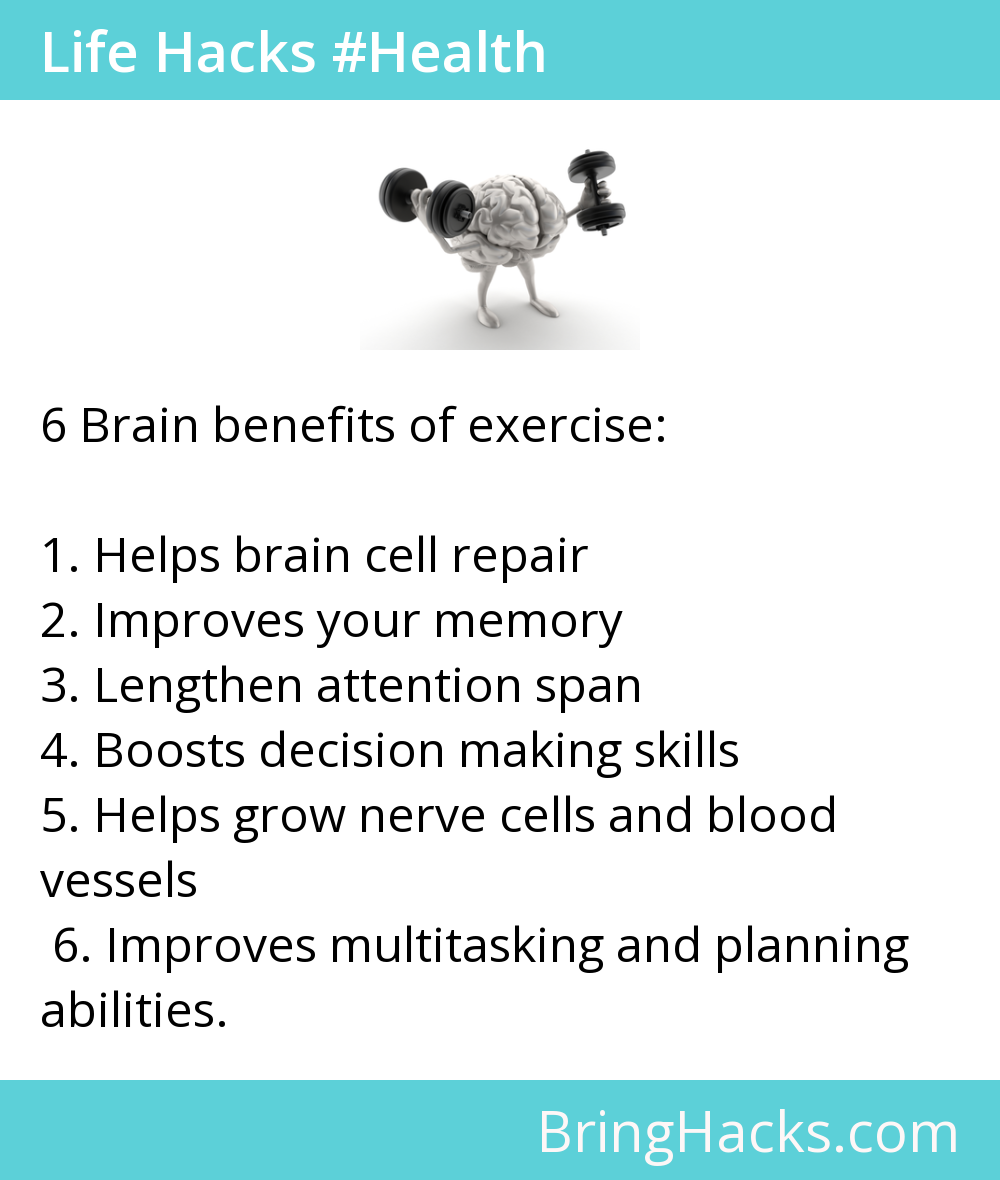 Life Hacks #Health
6 Brain benefits of exercise:
1. Helps brain cell repair
2. Improves your memory
3. Lengthen attention span
4. Boosts decision making skills
5. Helps grow nerve cells and blood
vessels
6. Improves multitasking and planning
abilities.
BringHacks.com